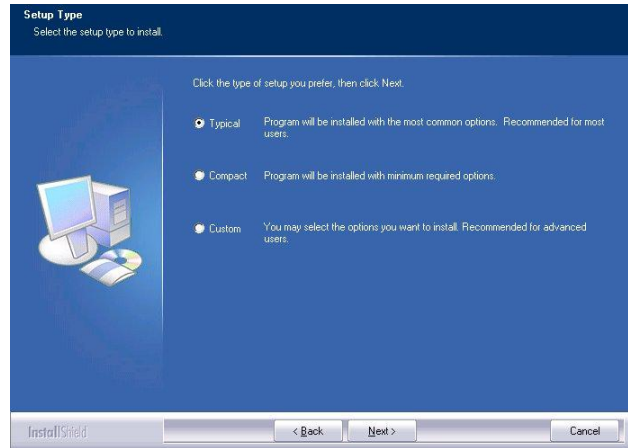 Setup Type
Select the setup type to install.
Click the type of setup you prefer, then click Next.
Typical
Program will be installed with the most common options. Recommended for most
users.
Compact
Program will be installed with minimum required options.
Custom
You may select the options you want to install. Recommended for advanced
users.
InstallShield
< Back
Next >
Cancel